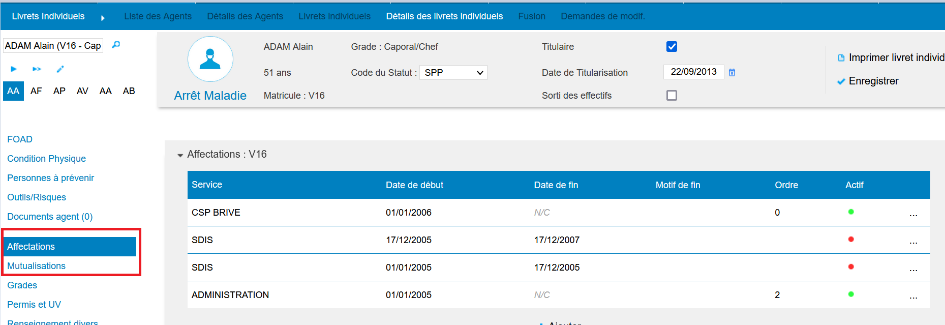 Livrets Individuels ▶ Liste des Agents Détails des Agents Livrets Individuels Détails des livrets Individuels Fusion Demandes de modif.
ADAM Alain (V16 - Cap
AA AF AP AV AA AB
Arrêt Maladie
ADAM Alain Grade : Caporal/Chef Titulaire
51 ans Code du Statut : SPP Date de Titularisation 22/09/2013
Matricule : V16 Sorti des effectifs
Imprimer livret individ
Enregistrer
FOAD
Condition Physique
Personnes à prévenir
Outils/Risques
Documents agent (0)
Affectations
Mutualisations
Grades
Permis et UV
Renseignement divers
Affectations : V16
Service Date de début Date de fin Motif de fin Ordre Actif
CSP BRIVE 01/01/2006 N/C 0 ...
SDIS 17/12/2005 17/12/2007 ...
SDIS 01/01/2005 17/12/2005 ...
ADMINISTRATION 01/01/2005 N/C 2 ...
Ajouter